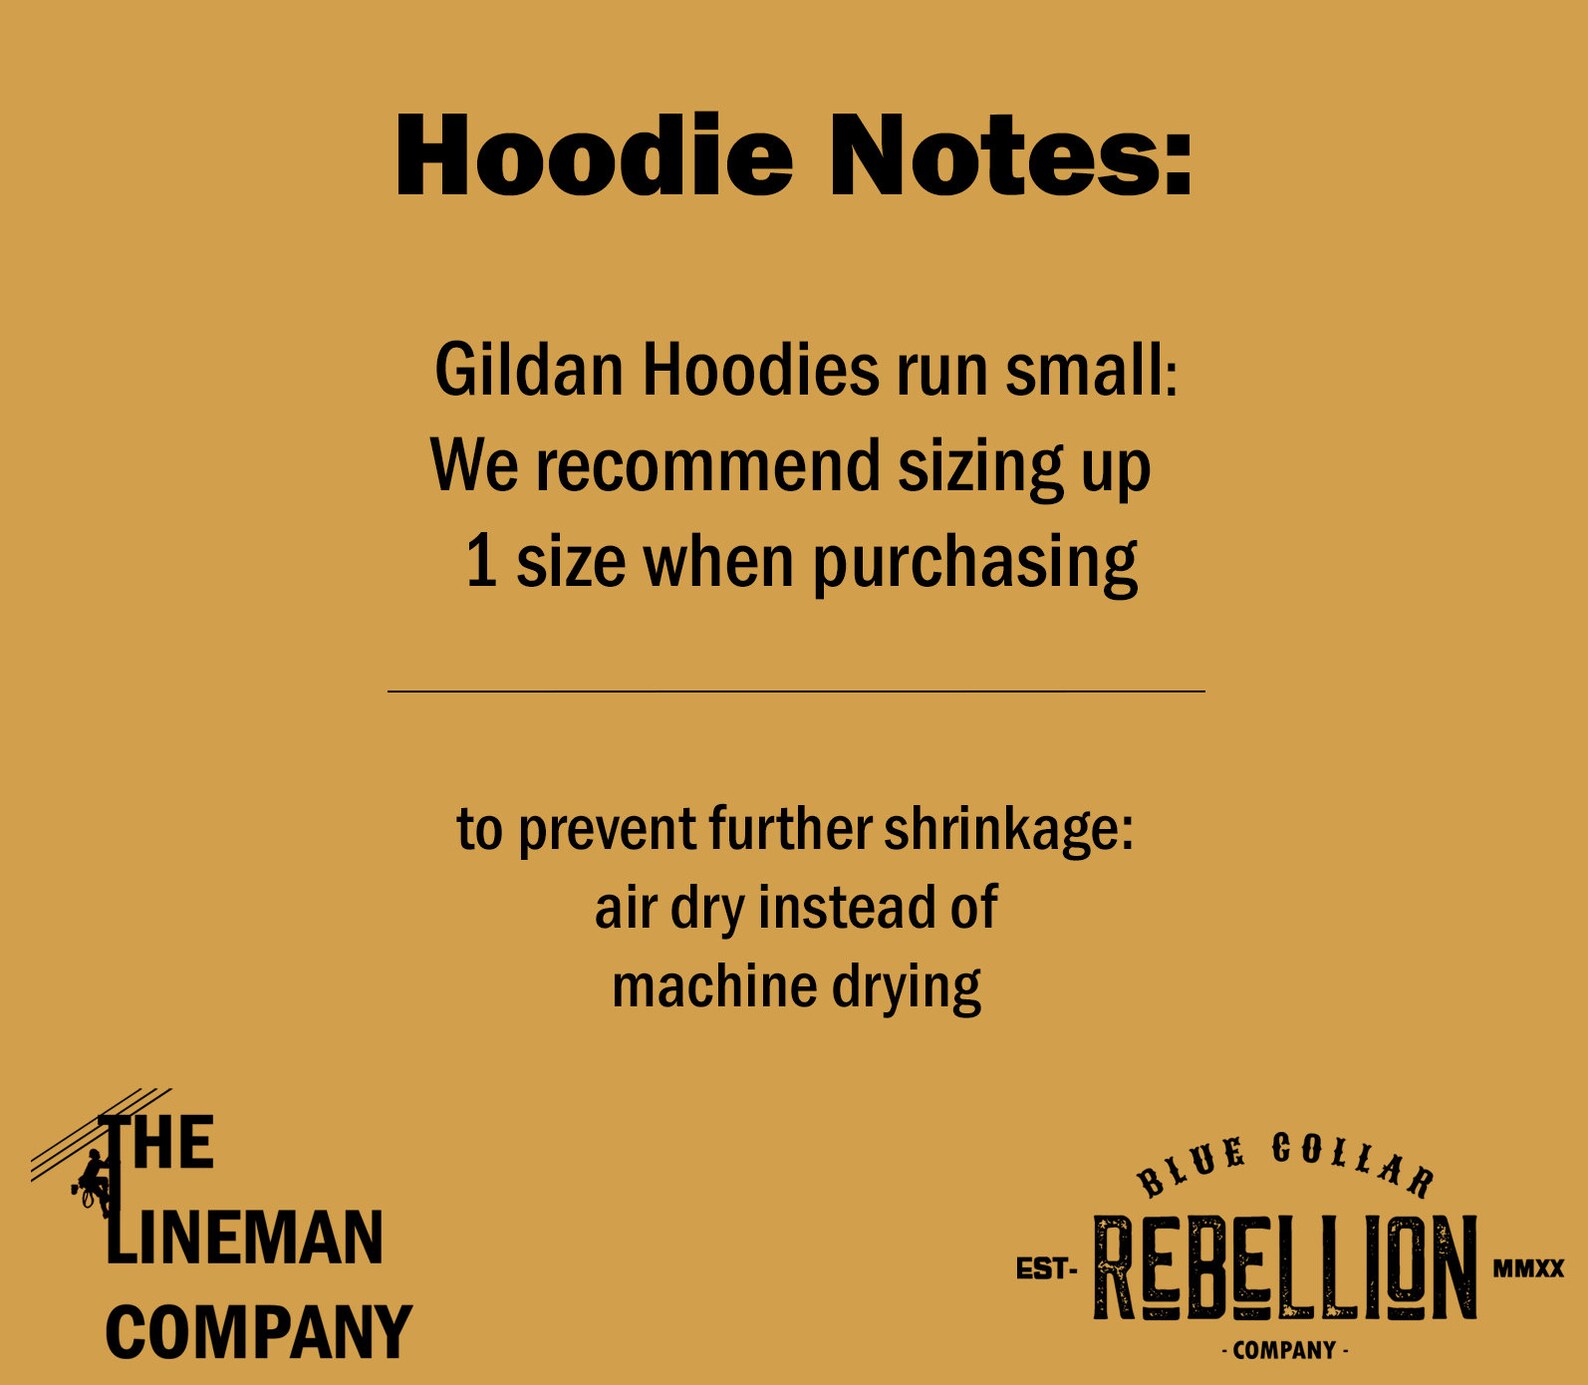 Hoodie Notes:
Gildan Hoodies run small:
We recommend sizing up
1 size when purchasing
to prevent further shrinkage:
air dry instead of
machine drying
THE
LINEMAN
COMPANY
BLUE COLLAR
EST- REBELLION MMXX
- COMPANY -